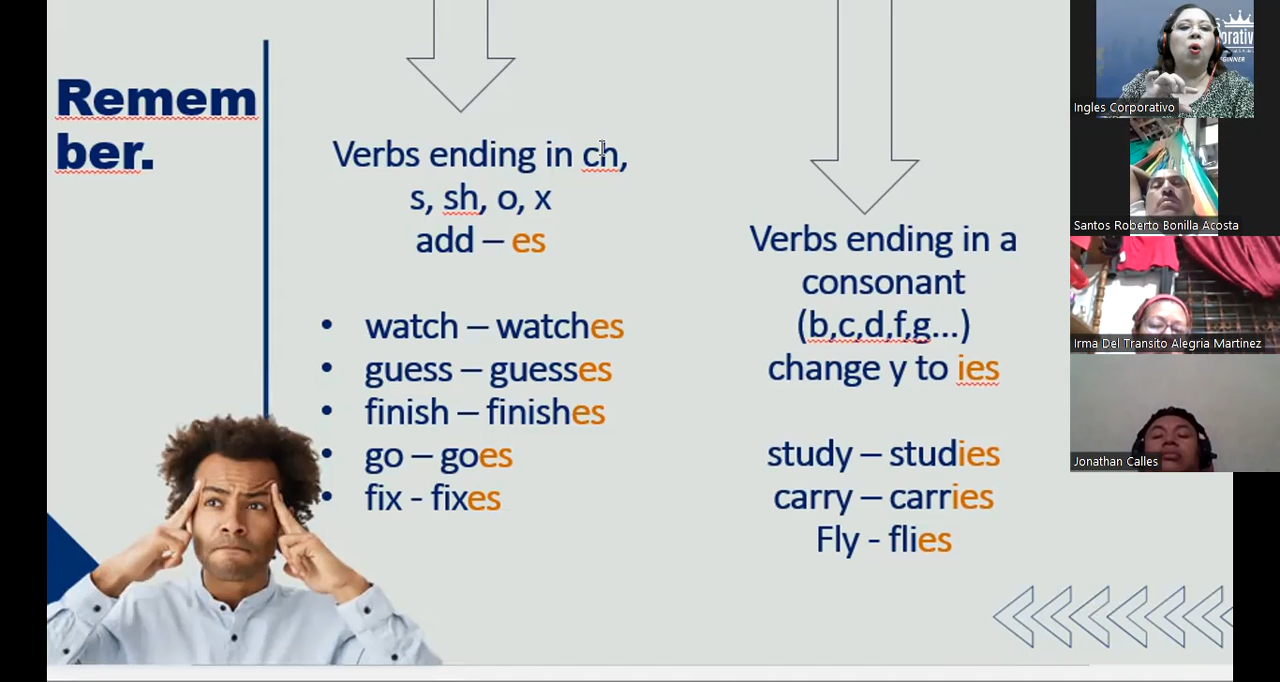 Remem
ber.
Verbs ending in ch,
s, sh, o, x
add – es
• watch – watches
• guess – guesses
• finish – finishes
• go – goes
• fix - fixes
Verbs ending in a
consonant
(b,c,d,f,g...)
change y to ies
study – studies
carry – carries
Fly - flies
Ingles Corporativo
Santos Roberto Bonilla Acosta
Irma Del Transito Alegria Martinez
Jonathan Calles